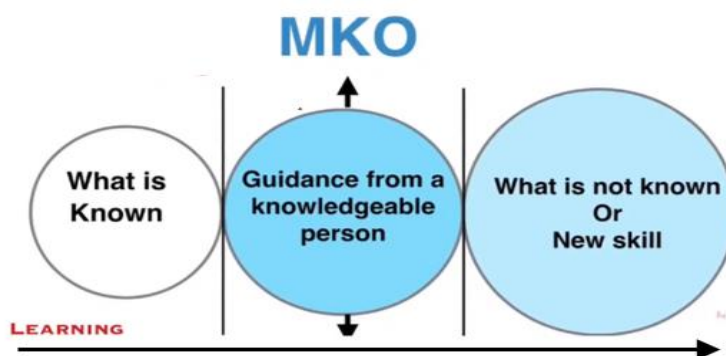 MKO
What is
Known
Guidance from a
knowledgeable
person
What is not known
Or
New skill
LEARNING